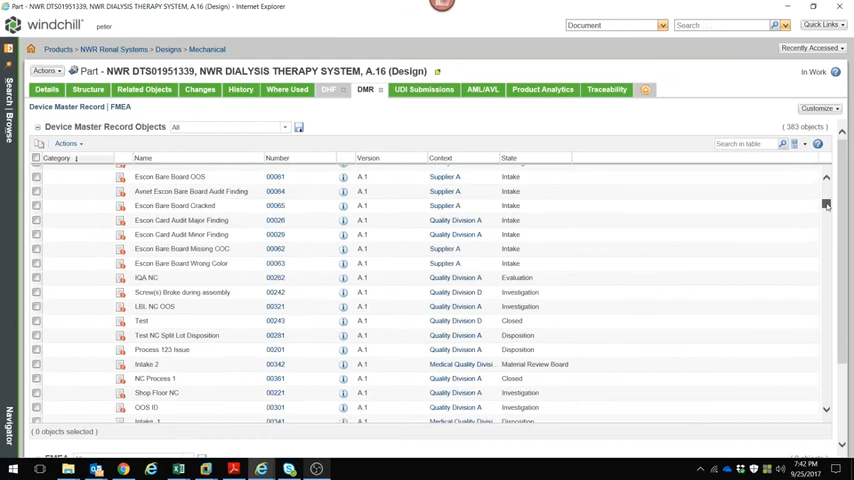 Part - NWR DTS01951339, NWR DIALYSIS THERAPY SYSTEM, A.16 (Design) - Internet Explorer
windchill peter Document Search . . . Quick Links
Products > NWR Renal Systems > Designs > Mechanical Recently Accessed
Actions Part - NWR DTS01951339, NWR DIALYSIS THERAPY SYSTEM, A.16 (Design) In Work
Details Structure Related Objects Changes History Where Used DHF DMR UDI Submissions AML/AVL Product Analytics Traceability
Search : Browse
Device Master Record | FMEA Customize
Device Master Record Objects All (383 objects)
Actions Search in table
Category Name Number Version Context State
Escon Bare Board OOS 00061 A.1 Supplier A Intake
Avnet Escon Bare Board Audit Finding 00064 A.1 Supplier A Intake
Escon Bare Board Cracked 00065 A.1 Supplier A Intake
Escon Card Audit Major Finding 00026 A.1 Quality Division A Intake
Escon Card Audit Minor Finding 00029 A.1 Quality Division A Intake
Escon Bare Board Missing COC 00062 A.1 Supplier A Intake
Escon Bare Board Wrong Color 00063 A.1 Supplier A Intake
IQA NC 00262 A.1 Quality Division A Evaluation
Screw(s) Broke during assembly 00242 A.1 Quality Division D Investigation
LBL NC OOS 00321 A.1 Quality Division A Investigation
Test 00243 A.1 Quality Division D Closed
Test NC Split Lot Disposition 00281 A.1 Quality Division A Disposition
Process 123 Issue 00201 A.1 Quality Division A Disposition
Intake 2 00342 A.1 Medical Quality Divisi... Material Review Board
NC Process 1 00361 A.1 Quality Division A Closed
Shop Floor NC 00221 A.1 Quality Division A Investigation
OOS ID 00301 A.1 Quality Division A Investigation
Intake 1 00341 A.1 Medical Quality Divisi...
( 0 objects selected )
Navigator
7:42 PM
9/25/2017